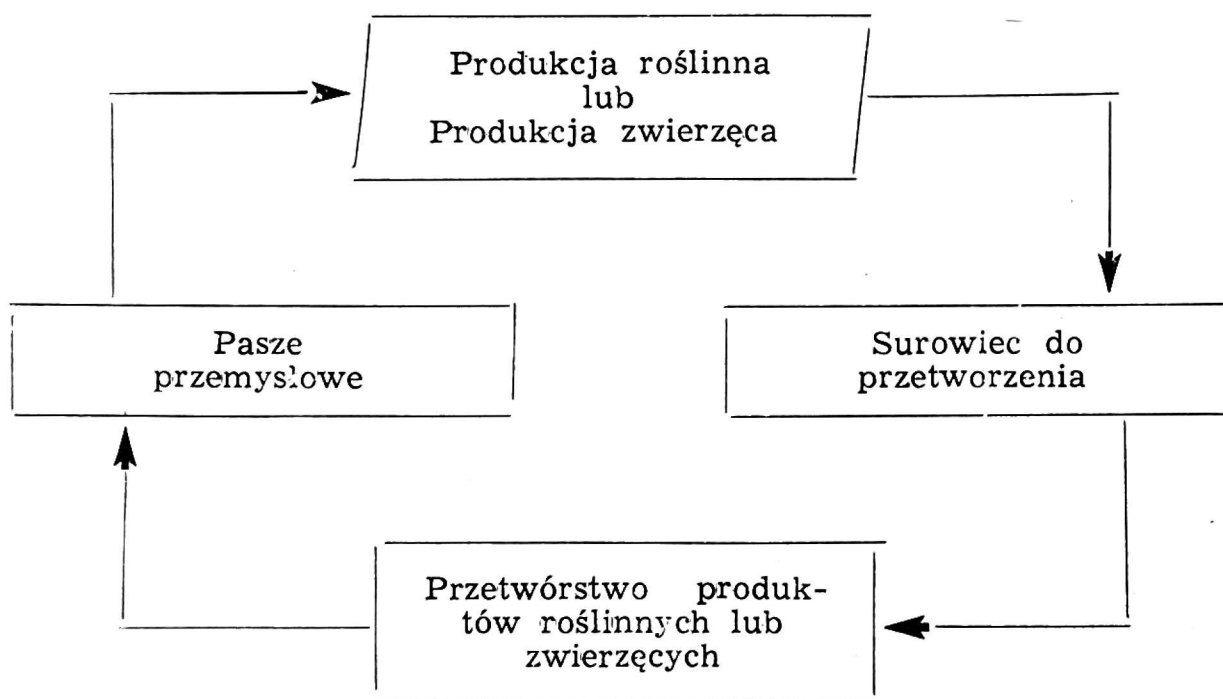 Produkcja roślinna
lub
Produkcja zwierzęca
Pasze
przemysłowe
Surowiec do
przetworzenia
Przetwórstwo produk-
tów roślinnych lub
zwierzęcych